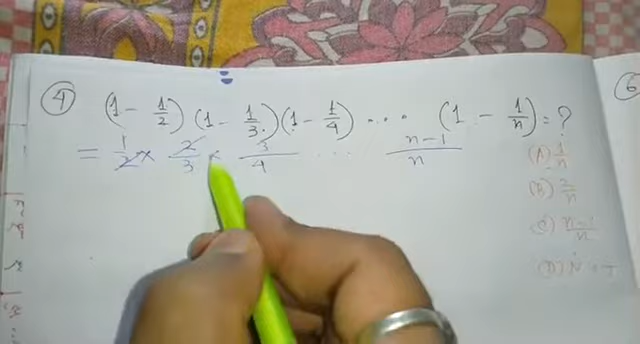 ④ (1 - 1/2) (1 - 1/3) (1 - 1/4) .... (1 - 1/n) = ?
= 1/2 × 2/3 × 3/4 ... n-1/n
(A) 1/n
(B) 2/n
(C) n-1/n
(D)
⑥